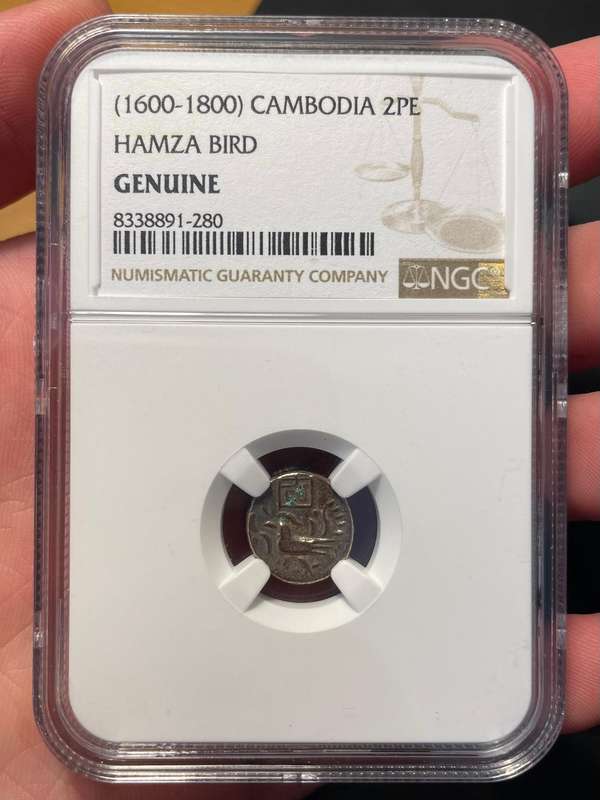 (1600-1800) CAMBODIA 2PE
HAMZA BIRD
GENUINE
8338891-280
NUMISMATIC GUARANTY COMPANY
NGC